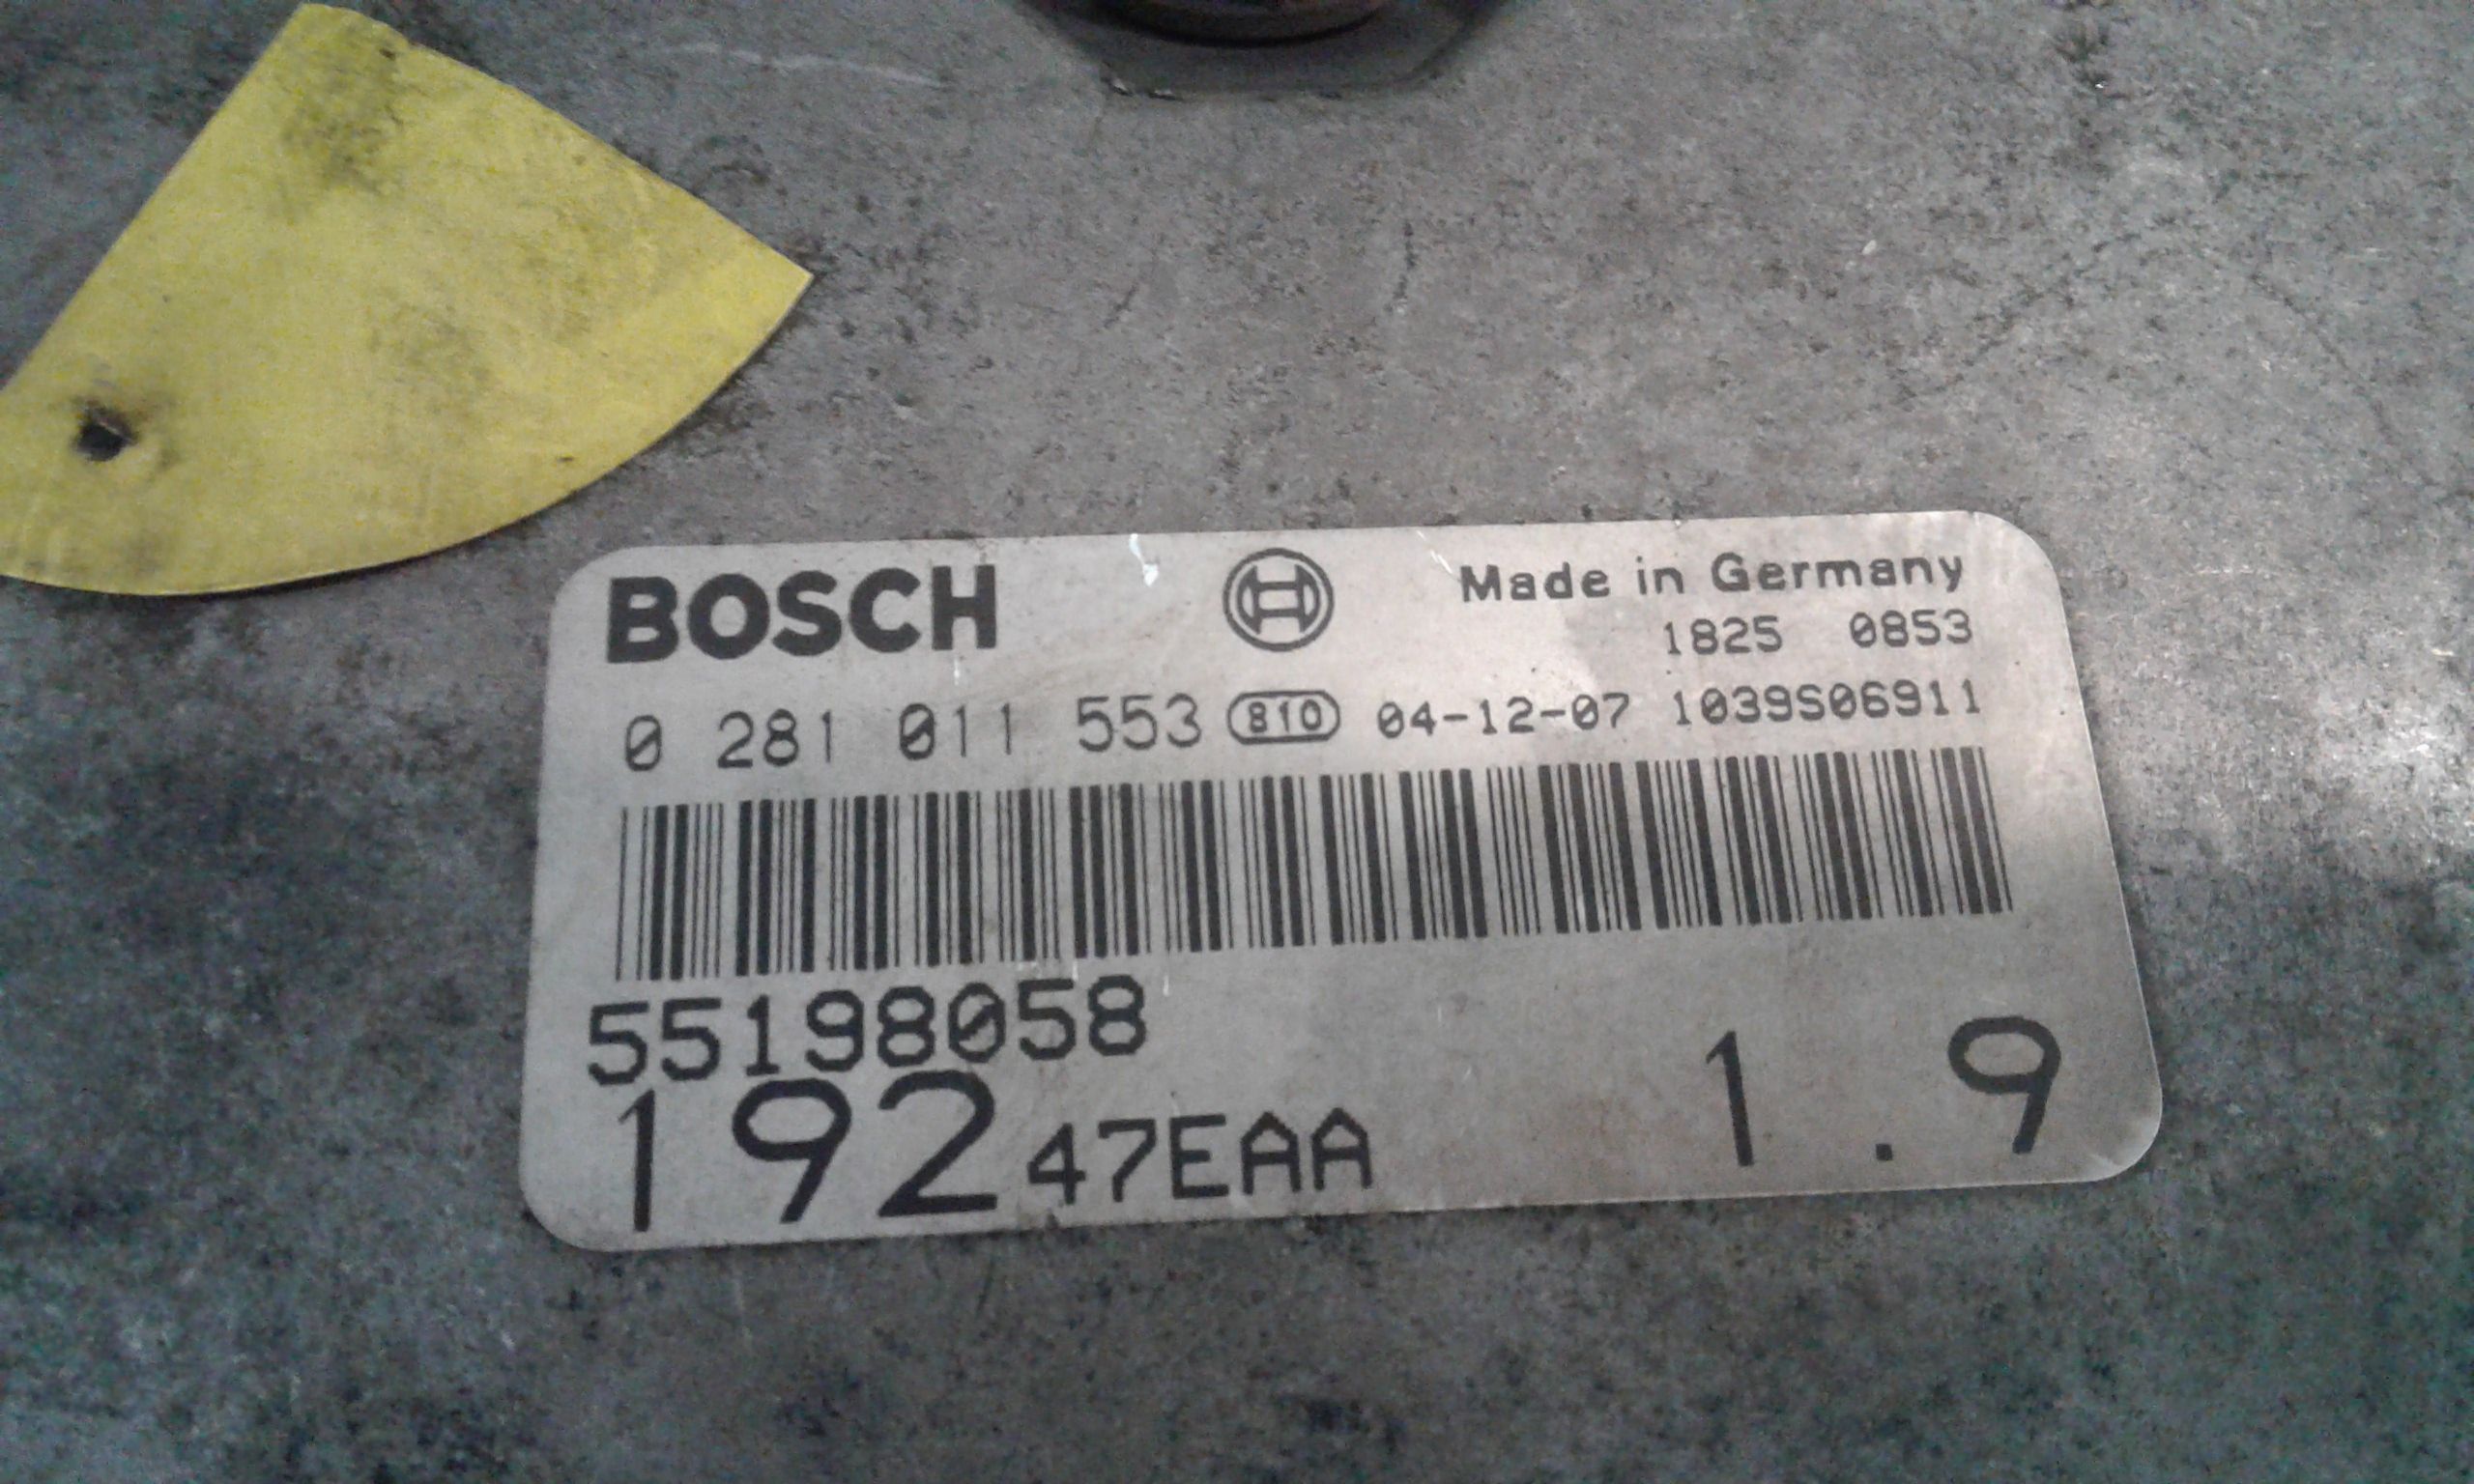 BOSCH Made in Germany
1825 0853
0 281 011 553 810 04-12-07 1039S06911
55198058
192 47EAA 1.9